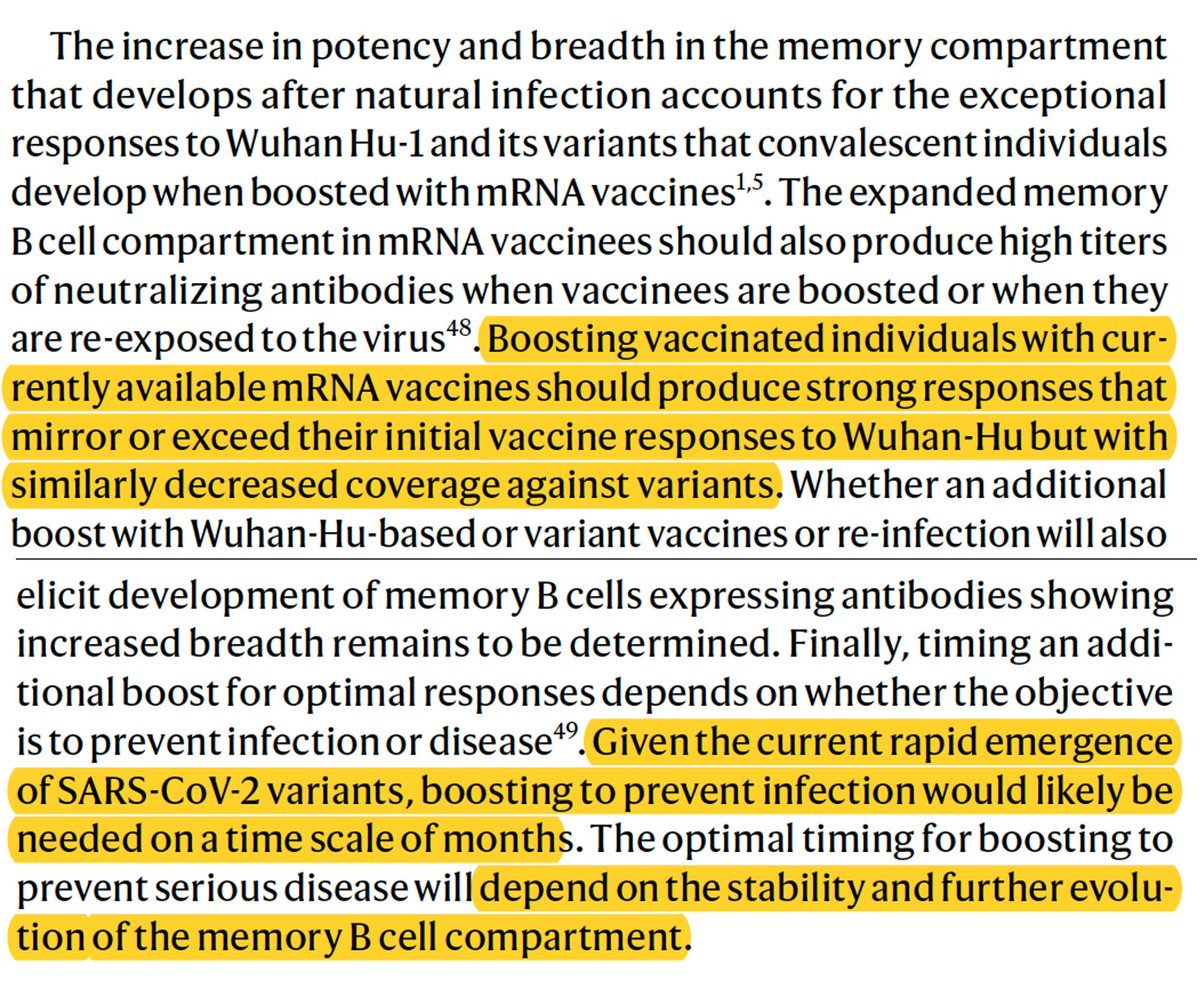 The increase in potency and breadth in the memory compartment
that develops after natural infection accounts for the exceptional
responses to Wuhan Hu-1 and its variants that convalescent individuals
develop when boosted with mRNA vaccines1,5. The expanded memory
B cell compartment in mRNA vaccinees should also produce high titers
of neutralizing antibodies when vaccinees are boosted or when they
are re-exposed to the virus48. Boosting vaccinated individuals with cur-
rently available mRNA vaccines should produce strong responses that
mirror or exceed their initial vaccine responses to Wuhan-Hu but with
similarly decreased coverage against variants. Whether an additional
boost with Wuhan-Hu-based or variant vaccines or re-infection will also
elicit development of memory B cells expressing antibodies showing
increased breadth remains to be determined. Finally, timing an addi-
tional boost for optimal responses depends on whether the objective
is to prevent infection or disease49. Given the current rapid emergence
of SARS-CoV-2 variants, boosting to prevent infection would likely be
needed on a time scale of months. The optimal timing for boosting to
prevent serious disease will depend on the stability and further evolu-
tion of the memory B cell compartment.